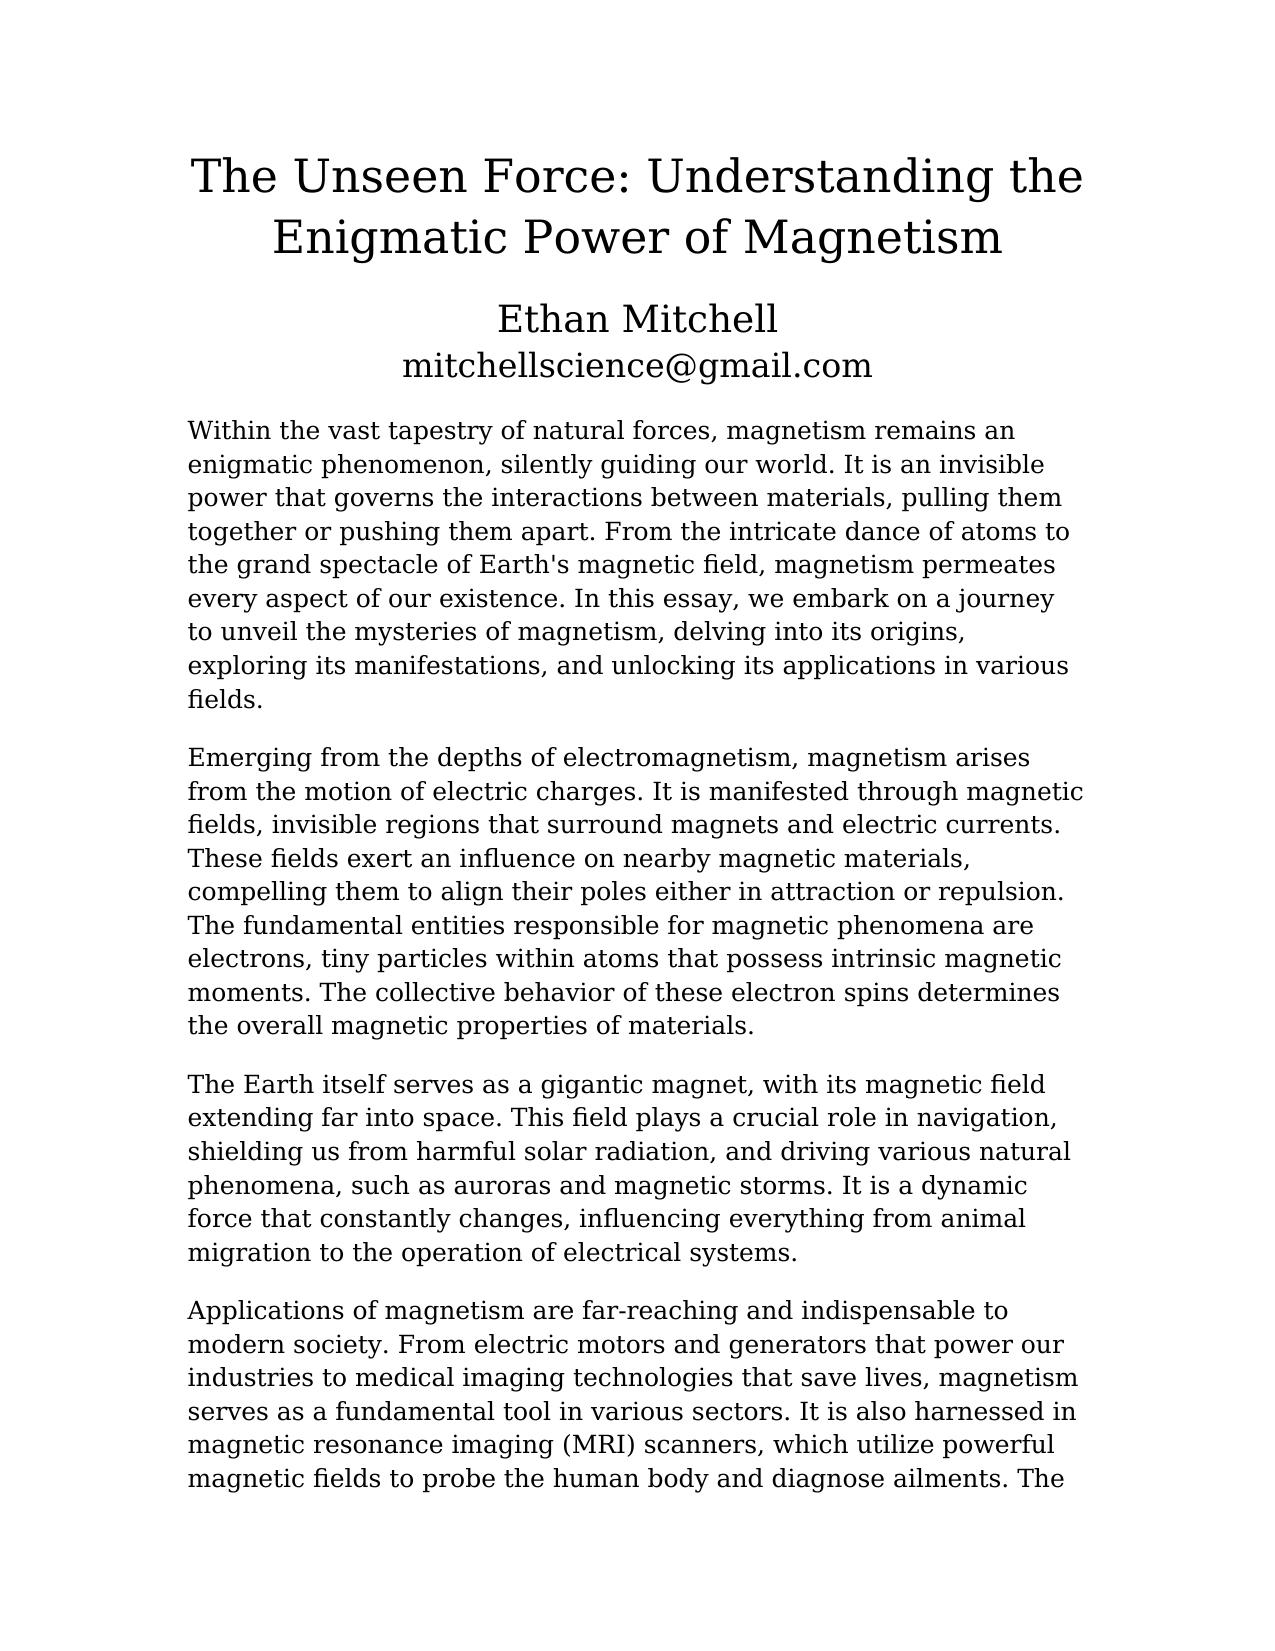 The Unseen Force: Understanding the
Enigmatic Power of Magnetism
Ethan Mitchell
mitchellscience@gmail.com
Within the vast tapestry of natural forces, magnetism remains an
enigmatic phenomenon, silently guiding our world. It is an invisible
power that governs the interactions between materials, pulling them
together or pushing them apart. From the intricate dance of atoms to
the grand spectacle of Earth's magnetic field, magnetism permeates
every aspect of our existence. In this essay, we embark on a journey
to unveil the mysteries of magnetism, delving into its origins,
exploring its manifestations, and unlocking its applications in various
fields.
Emerging from the depths of electromagnetism, magnetism arises
from the motion of electric charges. It is manifested through magnetic
fields, invisible regions that surround magnets and electric currents.
These fields exert an influence on nearby magnetic materials,
compelling them to align their poles either in attraction or repulsion.
The fundamental entities responsible for magnetic phenomena are
electrons, tiny particles within atoms that possess intrinsic magnetic
moments. The collective behavior of these electron spins determines
the overall magnetic properties of materials.
The Earth itself serves as a gigantic magnet, with its magnetic field
extending far into space. This field plays a crucial role in navigation,
shielding us from harmful solar radiation, and driving various natural
phenomena, such as auroras and magnetic storms. It is a dynamic
force that constantly changes, influencing everything from animal
migration to the operation of electrical systems.
Applications of magnetism are far-reaching and indispensable to
modern society. From electric motors and generators that power our
industries to medical imaging technologies that save lives, magnetism
serves as a fundamental tool in various sectors. It is also harnessed in
magnetic resonance imaging (MRI) scanners, which utilize powerful
magnetic fields to probe the human body and diagnose ailments. The